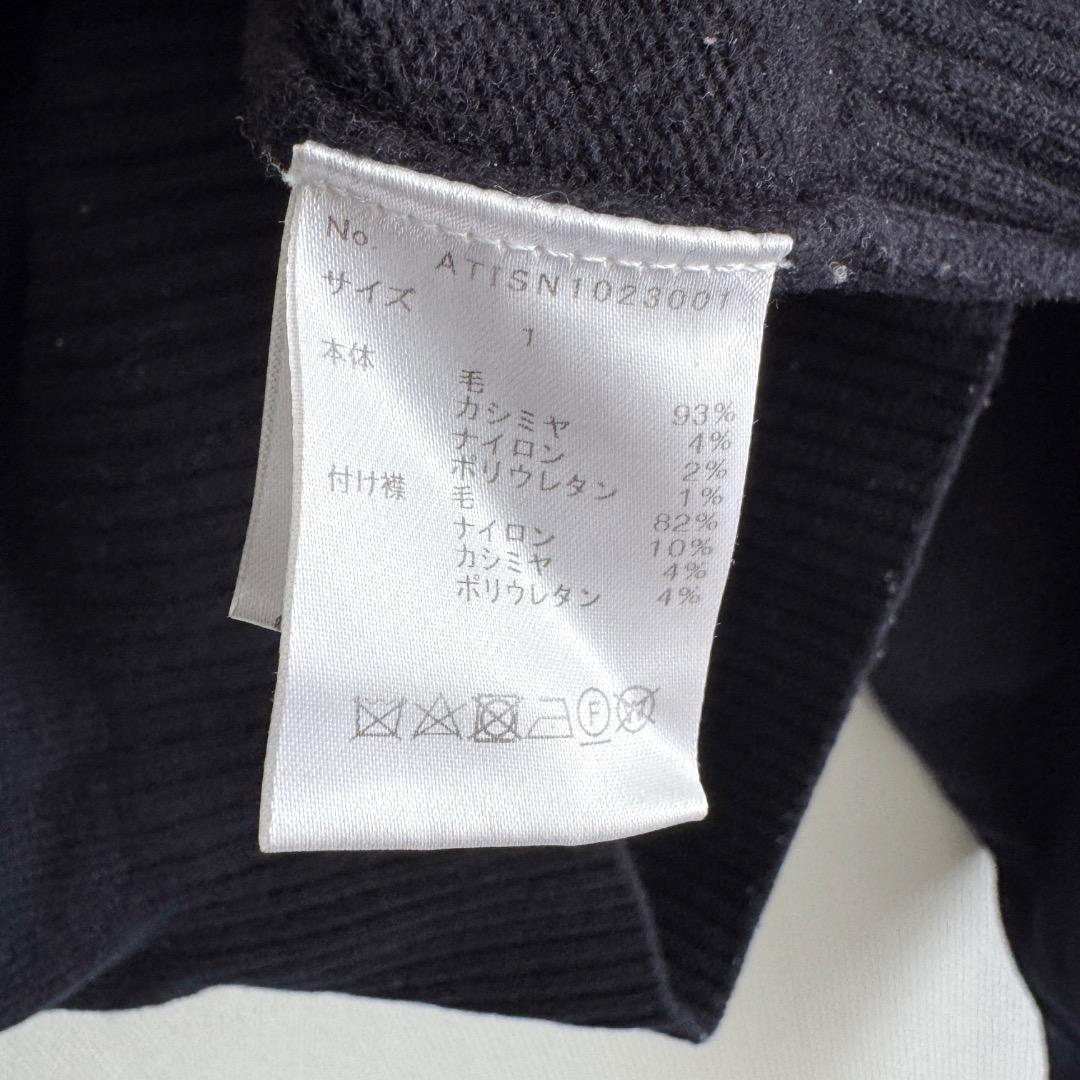 No. ATISN1023001
サイズ 1
本体 毛 93%
カシミヤ 4%
ナイロン 2%
ポリウレタン 1%
付け襟 毛 82%
ナイロン 10%
カシミヤ 4%
ポリウレタン 4%
F
W